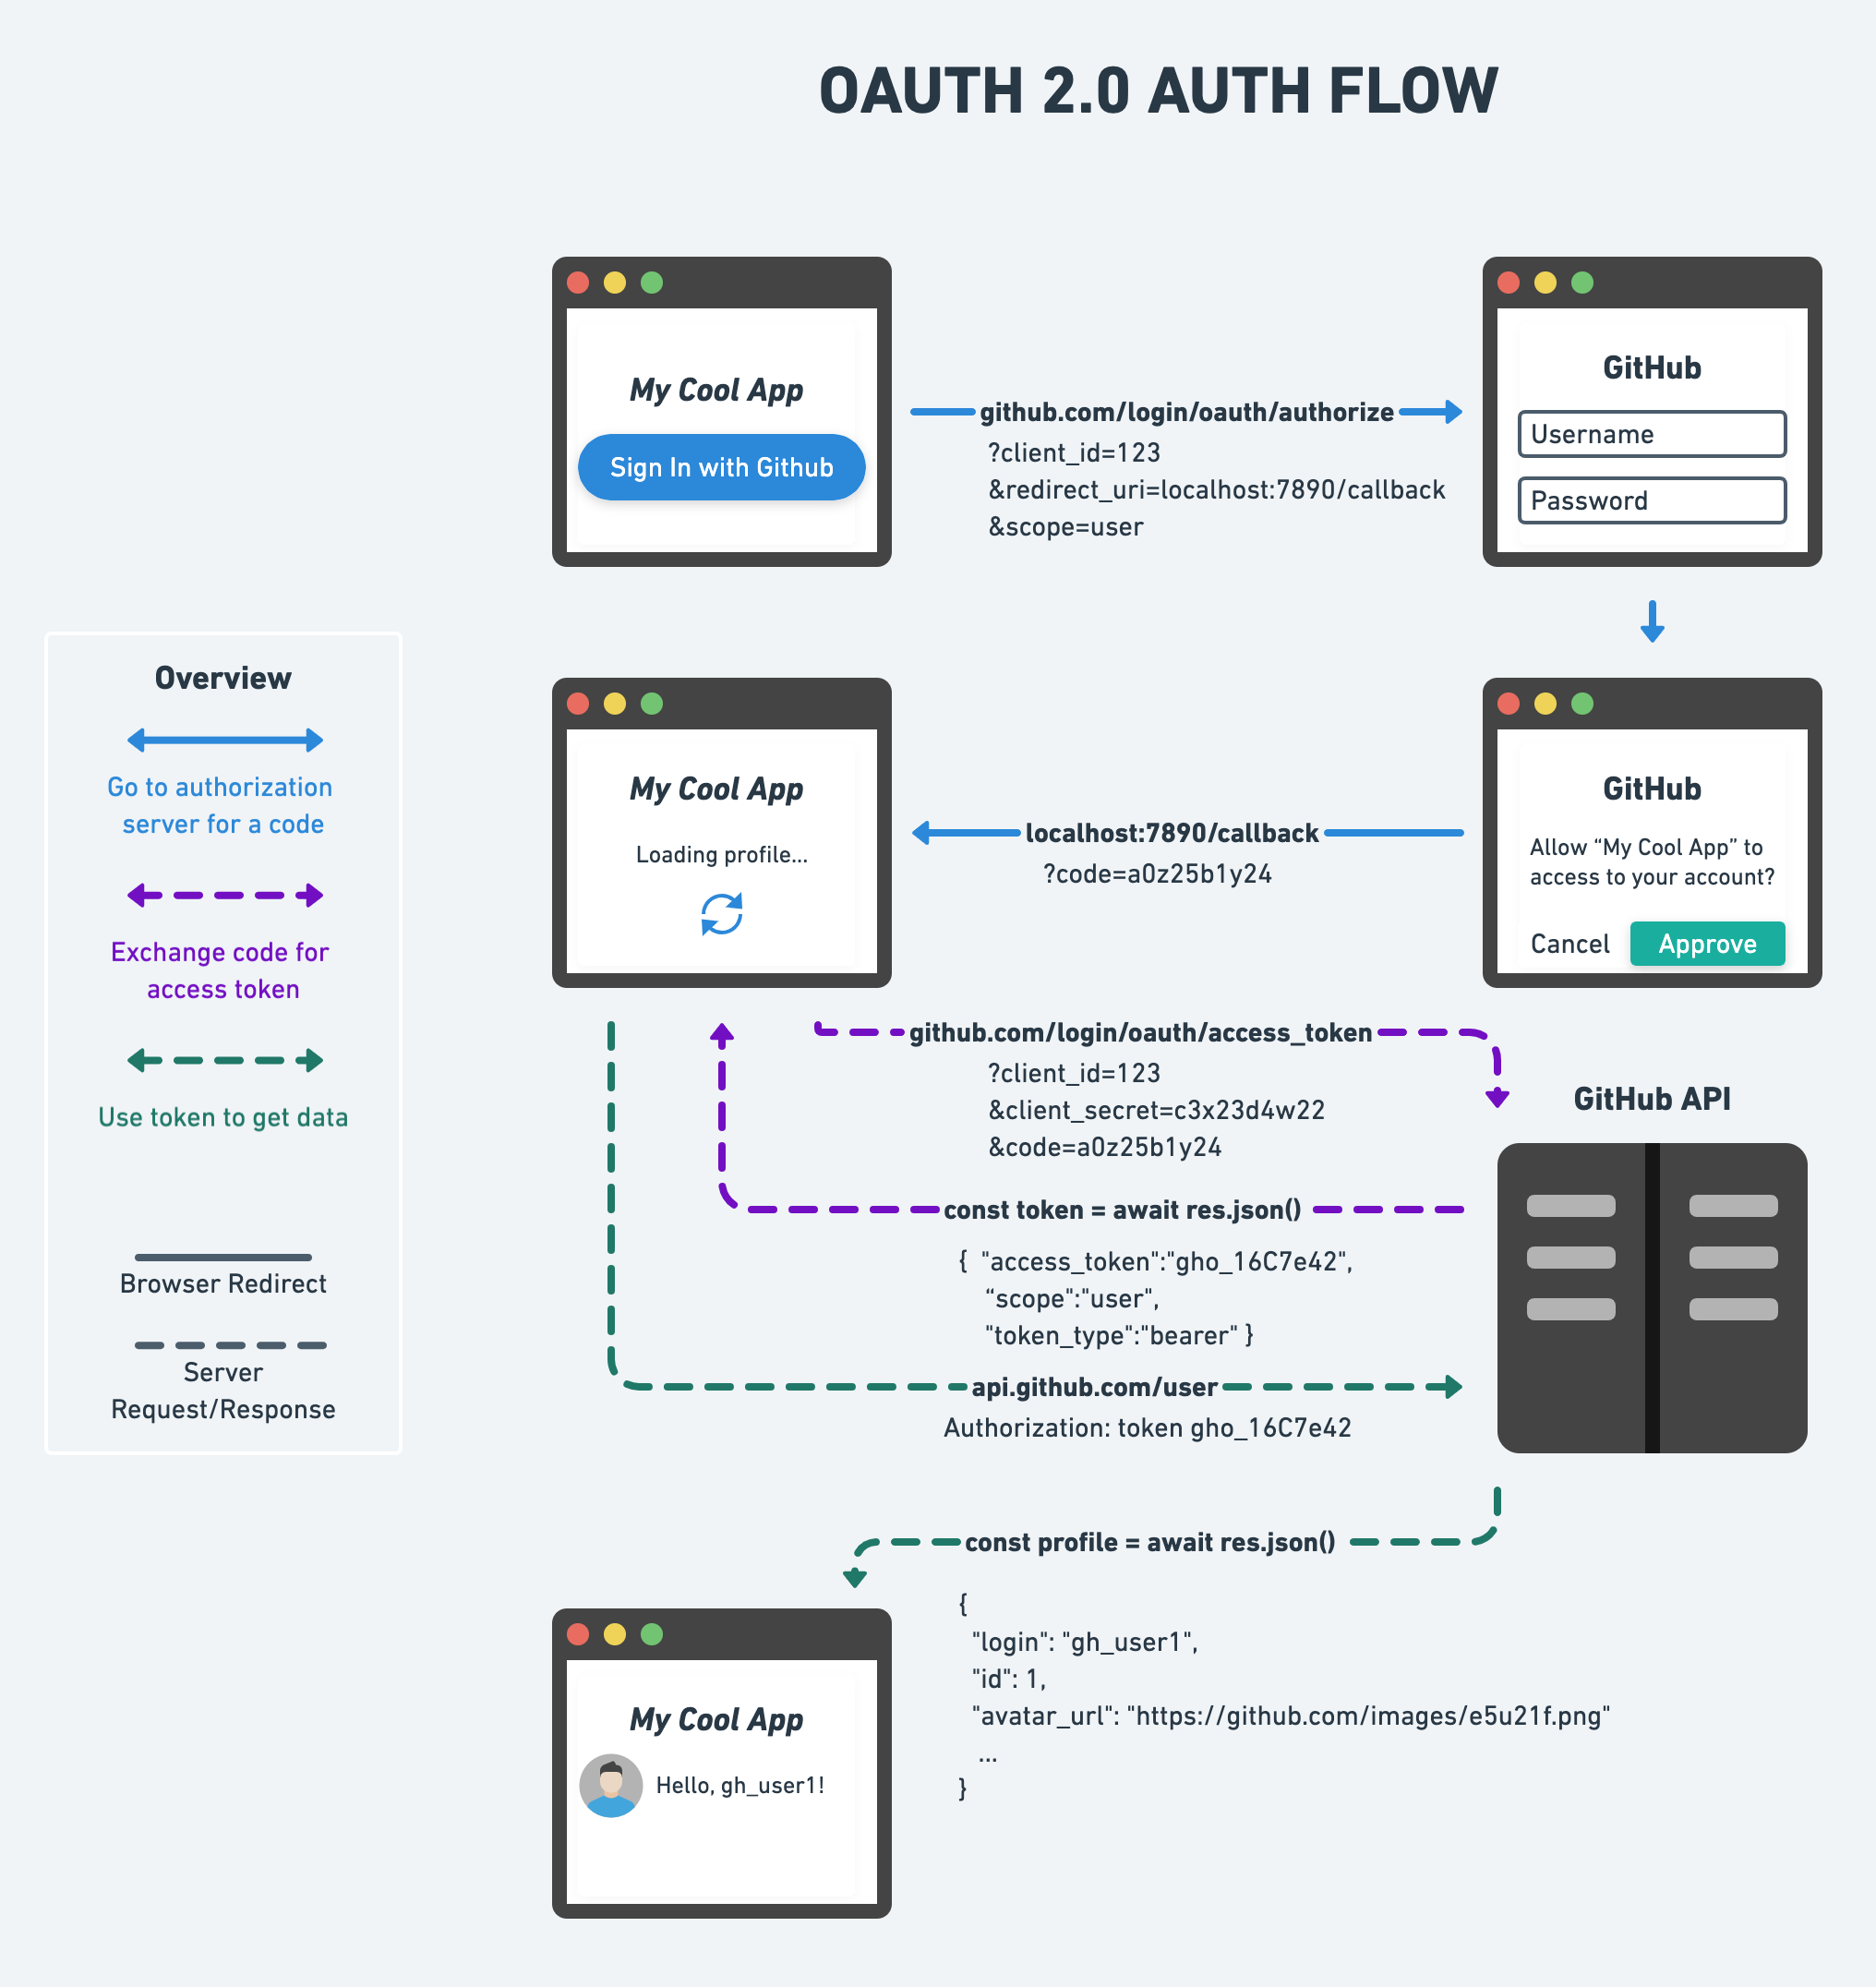 OAUTH 2.0 AUTH FLOW
My Cool App
Sign In with Github
github.com/login/oauth/authorize
?client_id=123
&redirect_uri=localhost:7890/callback
&scope=user
GitHub
Username
Password
Overview
Go to authorization
server for a code
Exchange code for
access token
Use token to get data
Browser Redirect
Server
Request/Response
My Cool App
Loading profile...
localhost:7890/callback
?code=a0z25b1y24
GitHub
Allow “My Cool App” to
access to your account?
Cancel
Approve
github.com/login/oauth/access_token
?client_id=123
&client_secret=c3x23d4w22
&code=a0z25b1y24
GitHub API
const token = await res.json()
{ "access_token":"gho_16C7e42",
“scope":"user",
"token_type":"bearer" }
api.github.com/user
Authorization: token gho_16C7e42
const profile = await res.json()
{
"login": "gh_user1",
"id": 1,
"avatar_url": "https://github.com/images/e5u21f.png"
...
}
My Cool App
Hello, gh_user1!